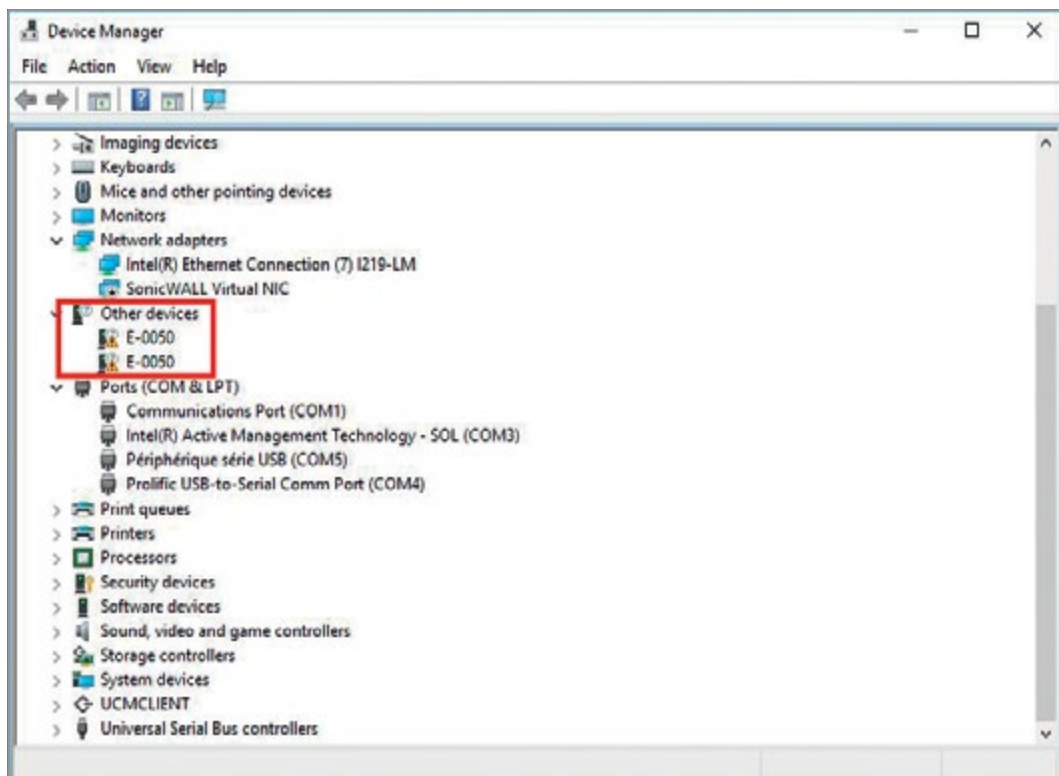 Device Manager
File Action View Help
Imaging devices
Keyboards
Mice and other pointing devices
Monitors
Network adapters
Intel(R) Ethernet Connection (7) I219-LM
SonicWALL Virtual NIC
Other devices
E-0050
E-0050
Ports (COM & LPT)
Communications Port (COM1)
Intel(R) Active Management Technology - SOL (COM3)
Périphérique série USB (COM5)
Prolific USB-to-Serial Comm Port (COM4)
Print queues
Printers
Processors
Security devices
Software devices
Sound, video and game controllers
Storage controllers
System devices
UCMCLIENT
Universal Serial Bus controllers